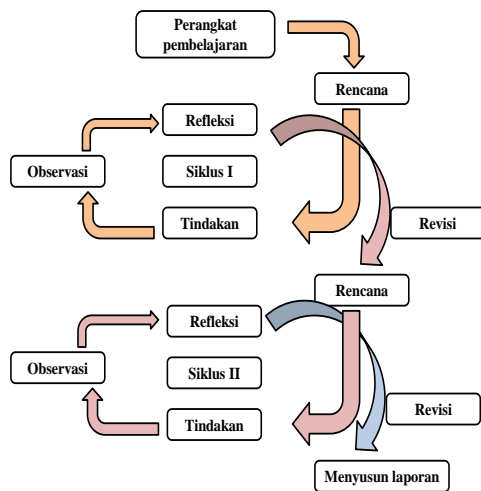 Perangkat
pembelajaran
Rencana
Refleksi
Observasi
Siklus I
Tindakan
Revisi
Rencana
Refleksi
Observasi
Siklus II
Tindakan
Revisi
Menyusun laporan